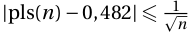 |pls(n) − 0,482| ⩽ 1/√n